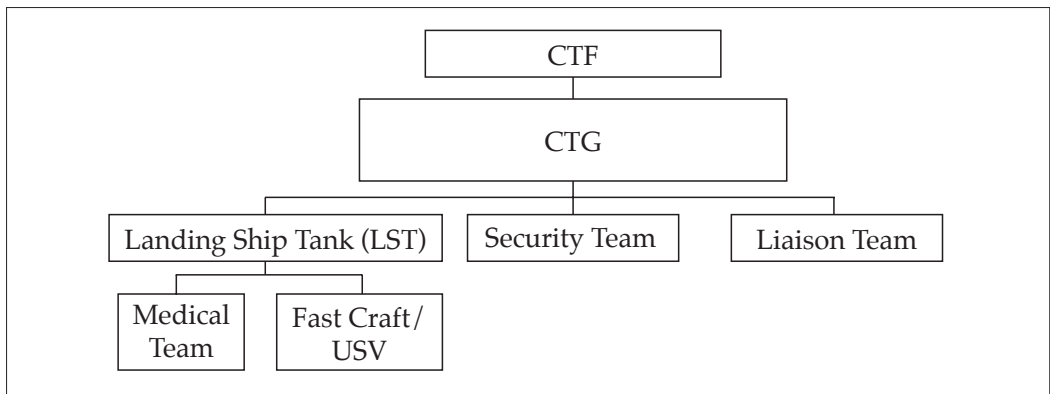 CTF
CTG
Landing Ship Tank (LST)
Security Team
Liaison Team
Medical
Team
Fast Craft/
USV